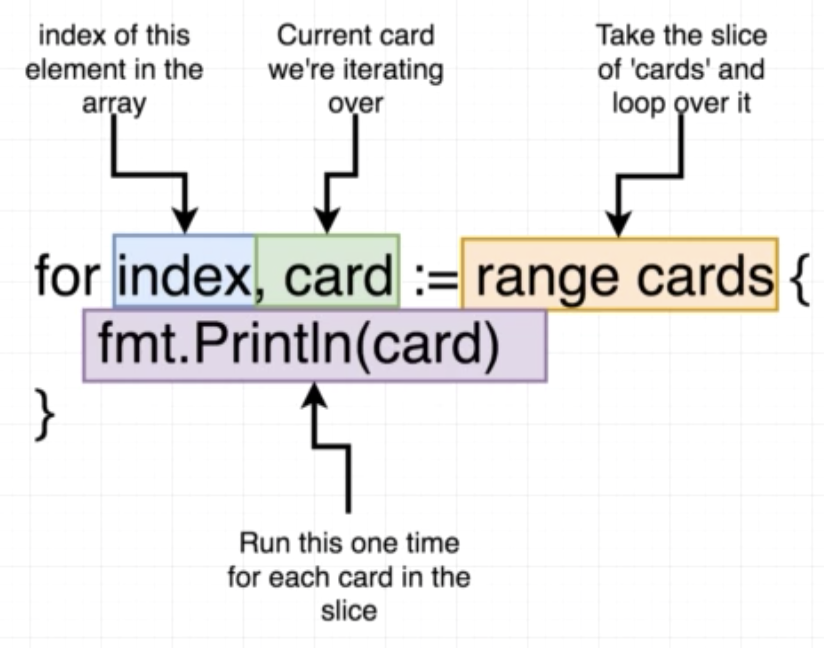 index of this
element in the
array
Current card
we're iterating
over
Take the slice
of 'cards' and
loop over it
for index, card := range cards {
fmt.Println(card)
}
Run this one time
for each card in the
slice